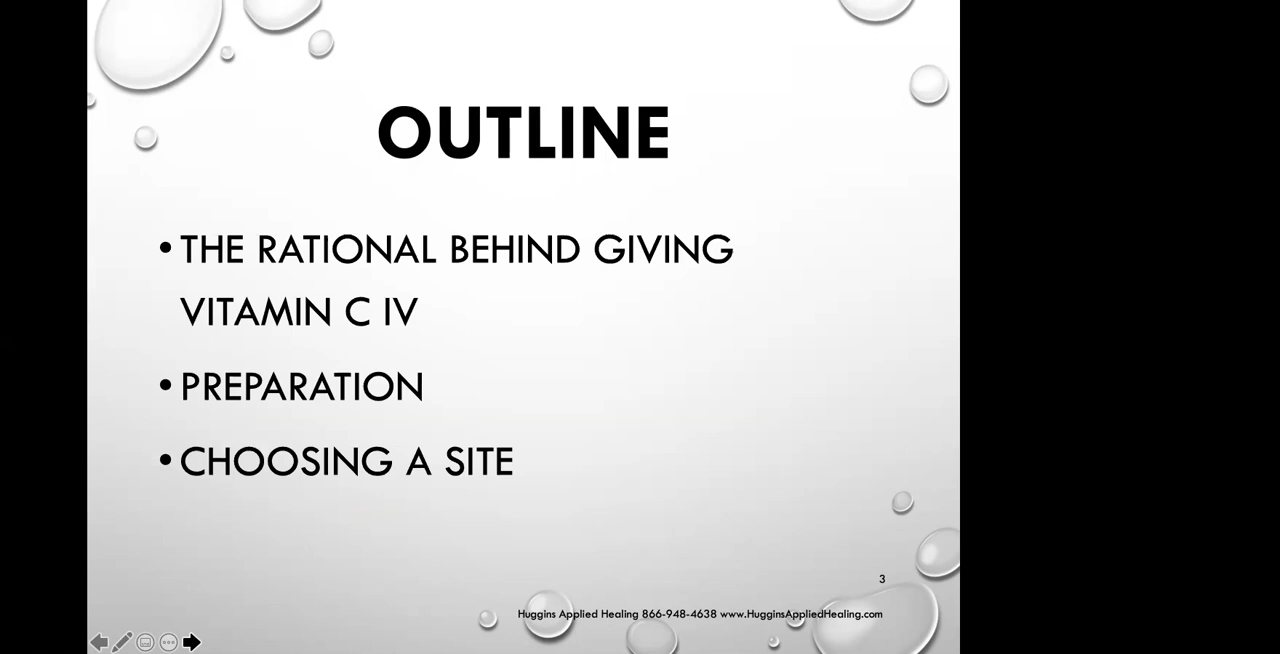 OUTLINE
• THE RATIONAL BEHIND GIVING
VITAMIN C IV
• PREPARATION
• CHOOSING A SITE
3
Huggins Applied Healing 866-948-4638 www.HugginsAppliedHealing.com